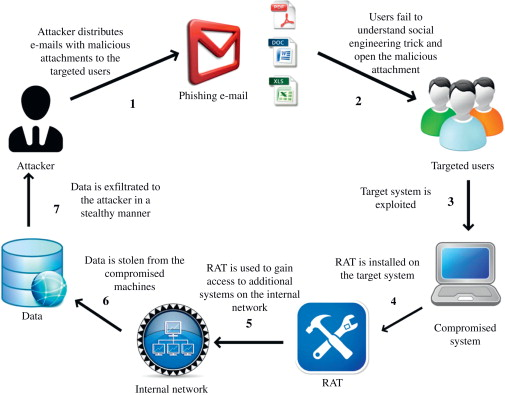 Attacker distributes
e-mails with malicious
attachments to the
targeted users
1
Phishing e-mail
PDF
DOC
XLS
Users fail to
understand social
engineering trick and
open the malicious
attachment
2
Attacker
Targeted users
Target system is
exploited
3
Compromised
system
RAT is installed on
the target system
4
RAT
RAT is used to gain
access to additional
systems on the internal
network
5
Internal network
Data is stolen from the
compromised
machines
6
Data
Data is exfiltrated to
the attacker in a
stealthy manner
7